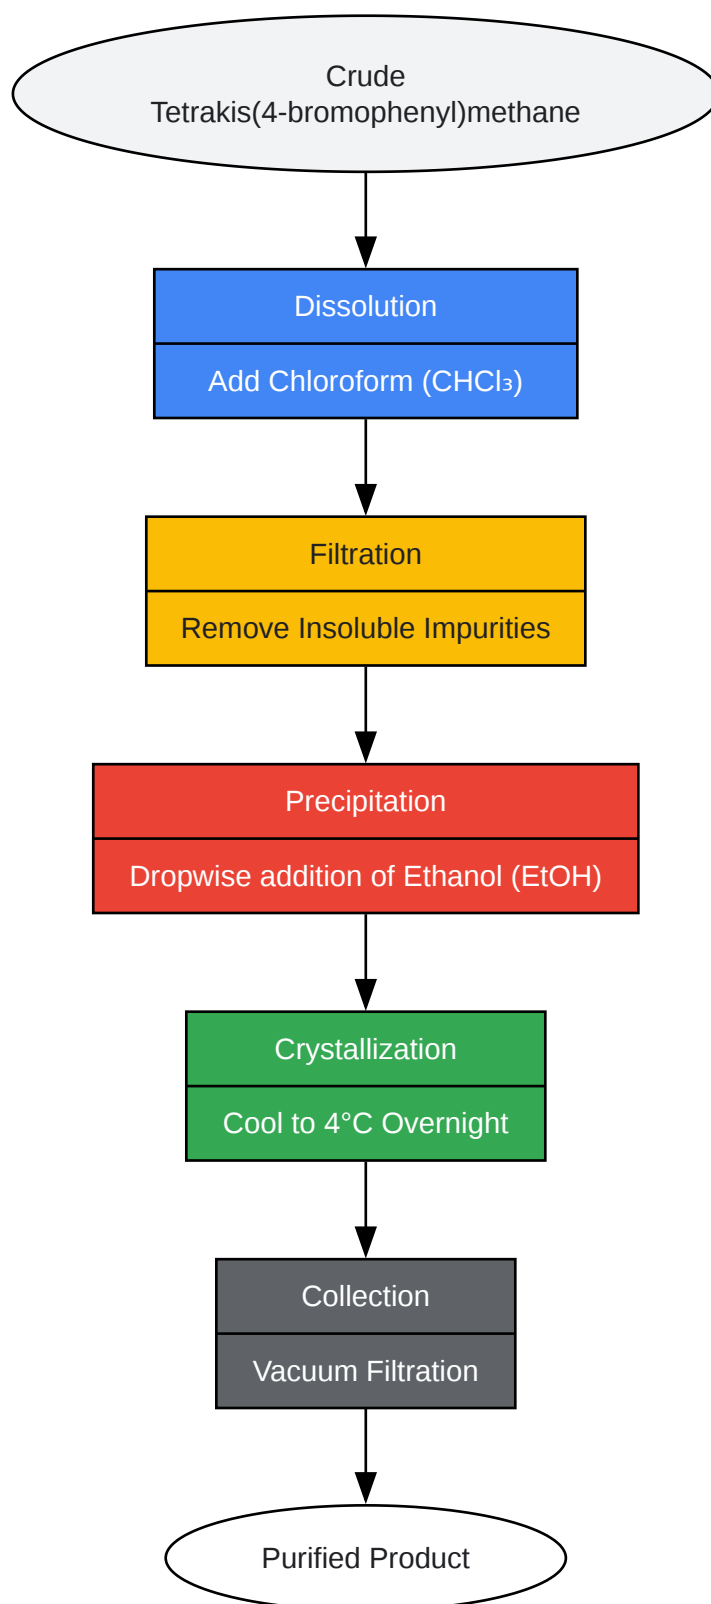 Crude
Tetrakis(4-bromophenyl)methane
Dissolution
Add Chloroform (CHCl₃)
Filtration
Remove Insoluble Impurities
Precipitation
Dropwise addition of Ethanol (EtOH)
Crystallization
Cool to 4°C Overnight
Collection
Vacuum Filtration
Purified Product